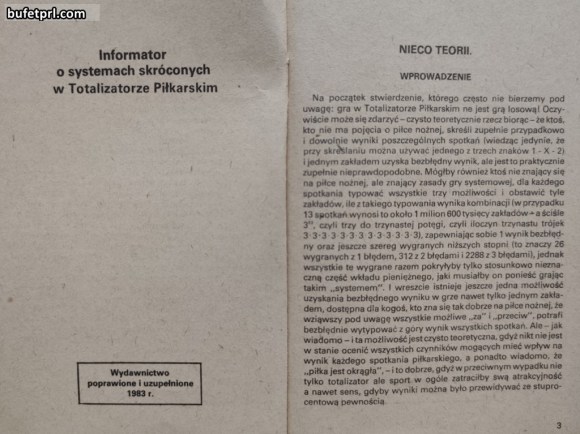 bufetprl.com
Informator
o systemach skróconych
w Totalizatorze Piłkarskim
Wydawnictwo
poprawione i uzupełnione
1983 r.
NIECO TEORII.
WPROWADZENIE
Na początek stwierdzenie, którego często nie bierzemy pod
uwagę: gra w Totalizatorze Piłkarskim ne jest grą losową! Oczy-
wiście może się zdarzyć – czysto teoretycznie rzecz biorąc – że ktoś,
kto nie ma pojęcia o piłce nożnej, skreśli zupełnie przypadkowo
i dowolnie wyniki poszczególnych spotkań (wiedząc jedynie, że
przy skreślaniu można używać jednego z trzech znaków 1 - X - 2)
i jednym zakładem uzyska bezbłędny wynik, ale jest to praktycznie
zupełnie nieprawdopodobne. Mógłby również ktoś nie znający się
na piłce nożnej, ale znający zasady gry systemowej, dla każdego
spotkania typować wszystkie trzy możliwości i obstawić tyle
zakładów, ile z takiego typowania wynika kombinacji (w przypadku
13 spotkań wynosi to około 1 milion 600 tysięcy zakładów – a ściśle
3¹³, czyli trzy do trzynastej potęgi, czyli iloczyn trzynastu trójek
3·3·3·3·3·3·3·3·3·3·3·3·3), zapewniając sobie 1 wynik bezbłęd-
ny oraz jeszcze szereg wygranych niższych stopni (to znaczy 26
wygranych z 1 błędem, 312 z 2 błędami i 2288 z 3 błędami), jednak
wszystkie te wygrane razem pokryłyby tylko stosunkowo niezna-
czną część wkładu pieniężnego, jaki musiałby on ponieść grając
takim „systemem". I wreszcie istnieje jeszcze jedna możliwość
uzyskania bezbłędnego wyniku w grze nawet tylko jednym zakła-
dem, dostępna dla kogoś, kto zna się tak dobrze na piłce nożnej, że
wziąwszy pod uwagę wszystkie możliwe „za" i „przeciw", potrafi
bezbłędnie wytypować z góry wynik wszystkich spotkań. Ale – jak
wiadomo – i ta możliwość jest czysto teoretyczna, gdyż nikt nie jest
w stanie ocenić wszystkich czynników mogących mieć wpływ na
wynik każdego spotkania piłkarskiego, a ponadto wiadomo, że
„piłka jest okrągła", – i to dobrze, gdyż w przeciwnym wypadku nie
tylko totalizator ale sport w ogóle zatraciłby swą atrakcyjność
a nawet sens, gdyby wyniki można było przewidywać ze stupro-
centową pewnością.
3